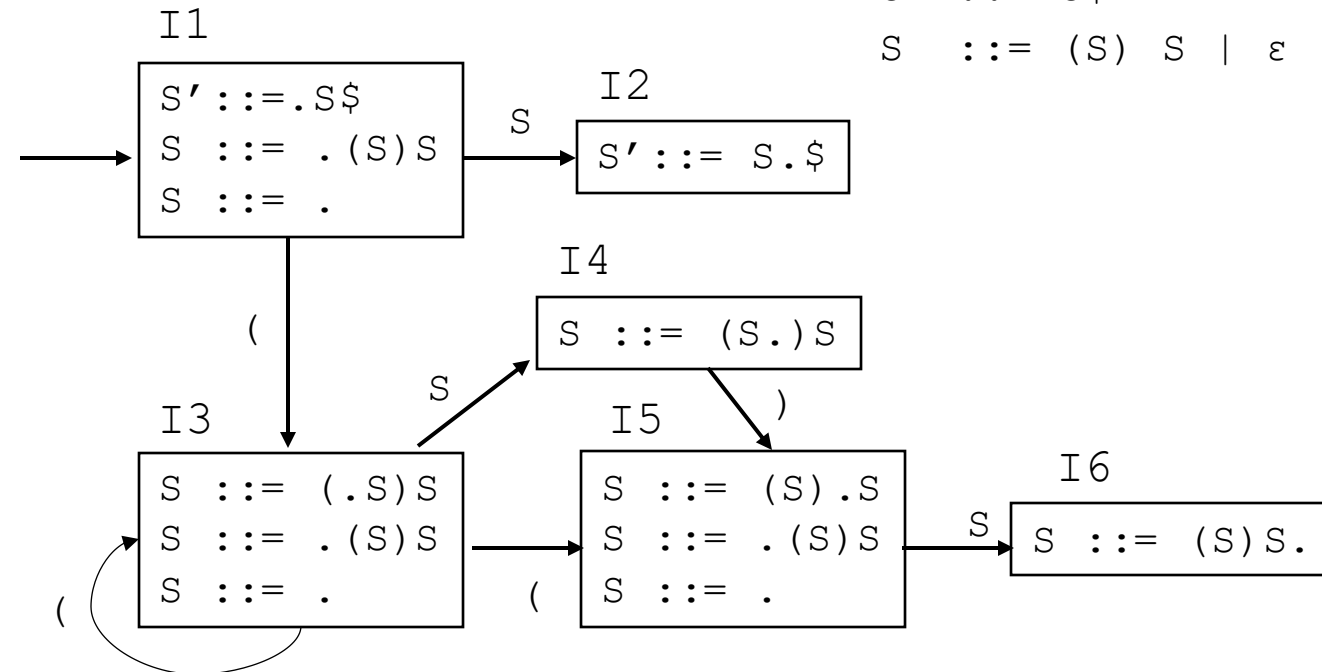 I1
S ::= (S) S | ε
S'::=.S$
S ::= .(S)S
S ::= .
S
I2
S'::= S.$
(
I4
S ::= (S.)S
S
)
I3
S ::= (.S)S
S ::= .(S)S
S ::= .
(
(
I5
S ::= (S).S
S ::= .(S)S
S ::= .
S
I6
S ::= (S)S.